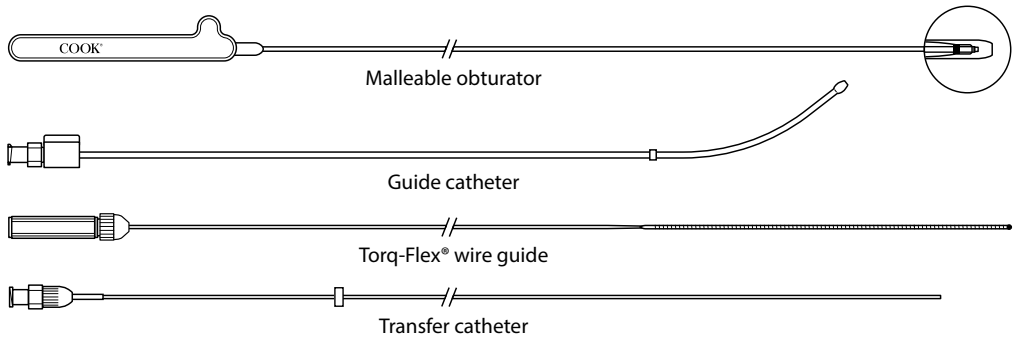 COOK®
Malleable obturator
Guide catheter
Torq-Flex® wire guide
Transfer catheter